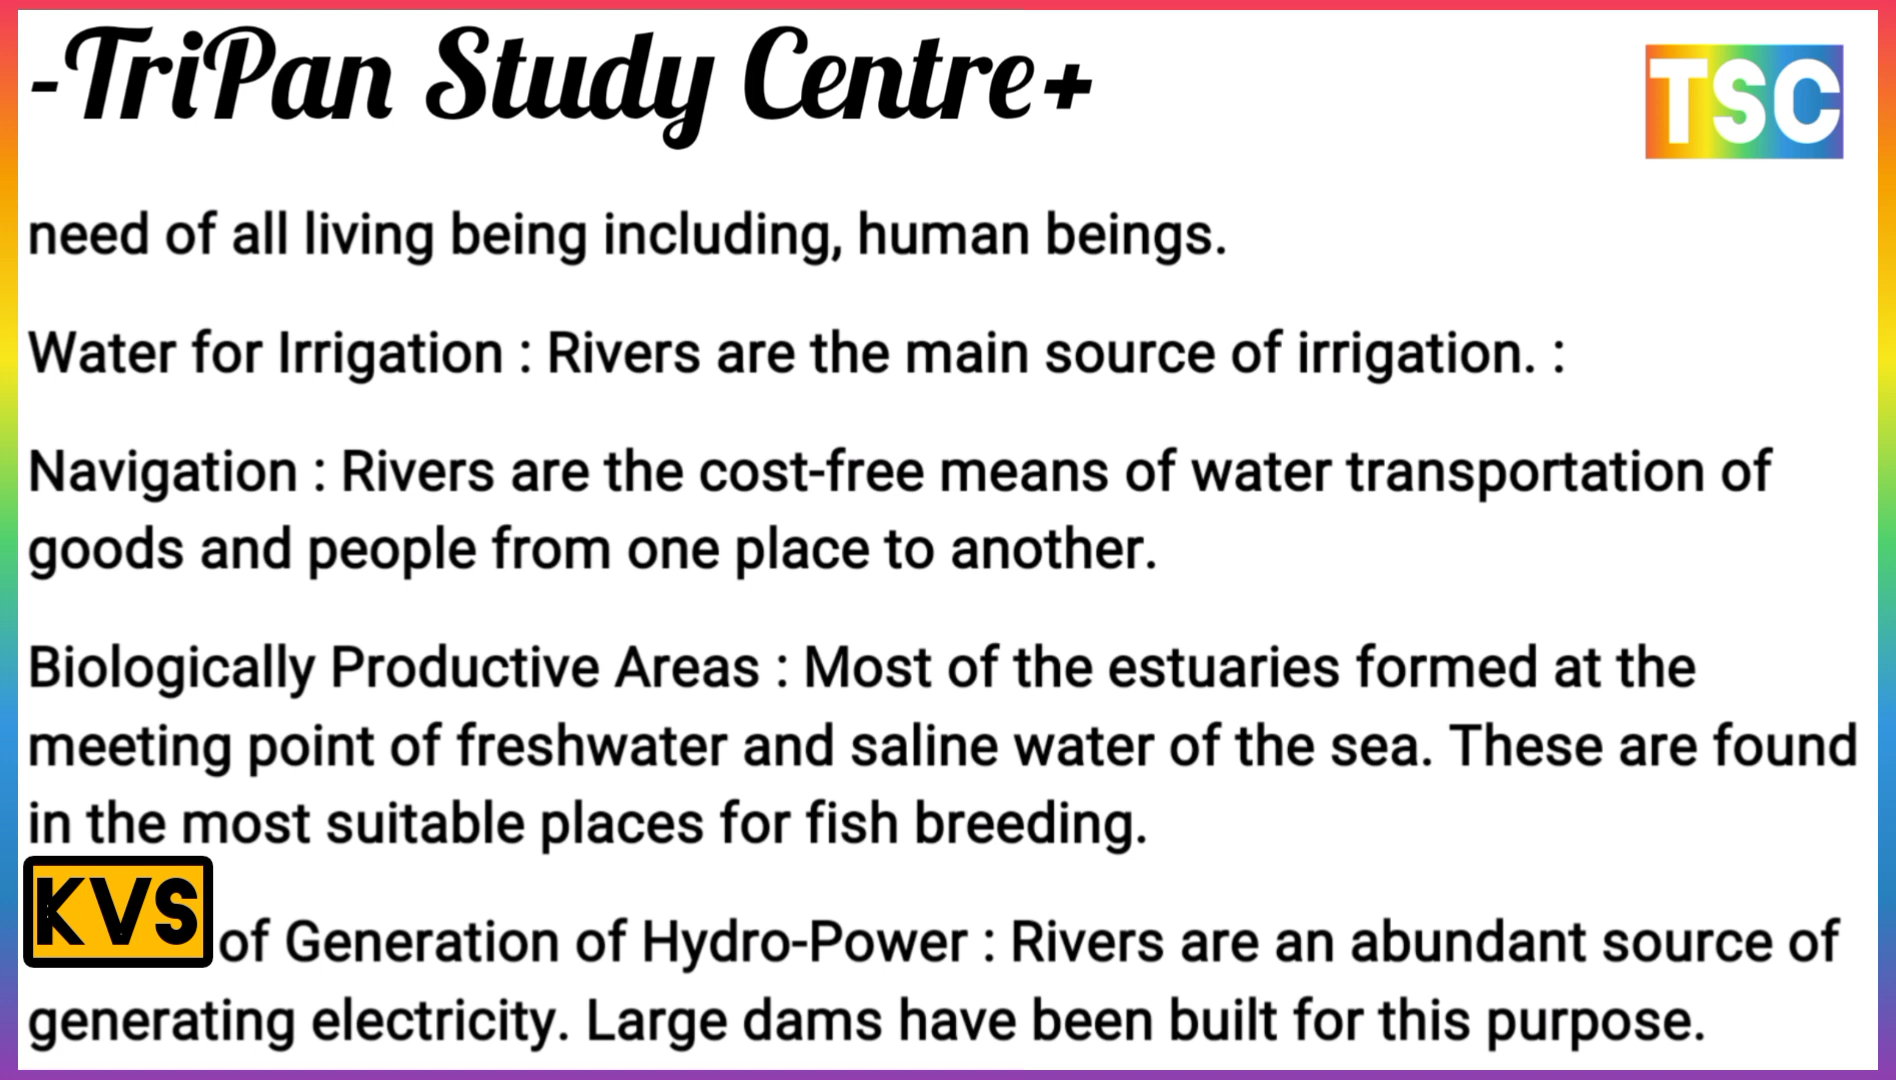 -TriPan Study Centre+
TSC
need of all living being including, human beings.
Water for Irrigation : Rivers are the main source of irrigation. :
Navigation : Rivers are the cost-free means of water transportation of
goods and people from one place to another.
Biologically Productive Areas : Most of the estuaries formed at the
meeting point of freshwater and saline water of the sea. These are found
in the most suitable places for fish breeding.
KVS of Generation of Hydro-Power : Rivers are an abundant source of
generating electricity. Large dams have been built for this purpose.